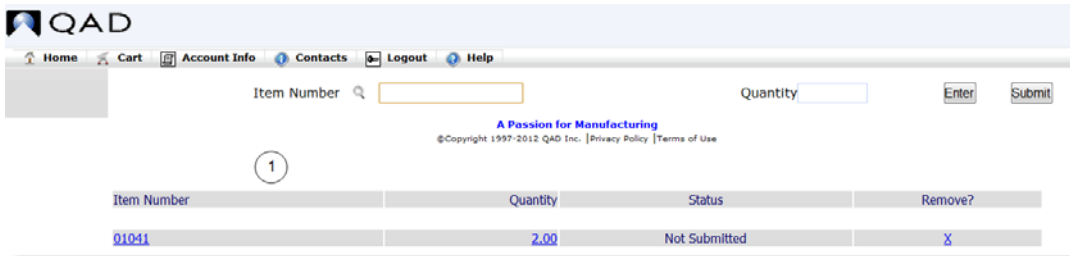 QAD
Home Cart Account Info Contacts Logout Help
Item Number Quantity Enter Submit
A Passion for Manufacturing
©Copyright 1997-2012 QAD Inc. |Privacy Policy |Terms of Use
1
Item Number Quantity Status Remove?
01041 2.00 Not Submitted X